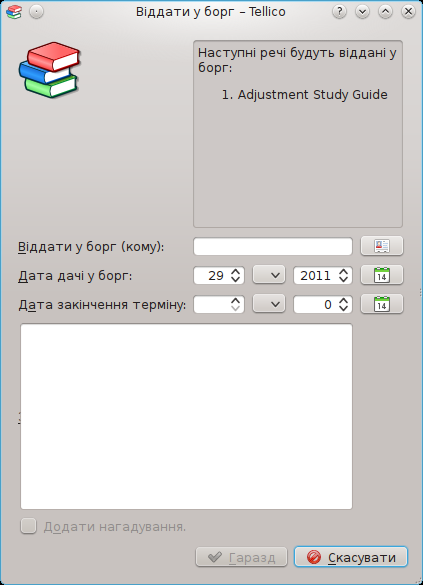 Віддати у борг – Tellico
Наступні речі будуть віддані у
борг:
1. Adjustment Study Guide
Віддати у борг (кому):
Дата дачі у борг: 29 2011 14
Дата закінчення терміну: 0 14
Додати нагадування.
Гаразд Скасувати